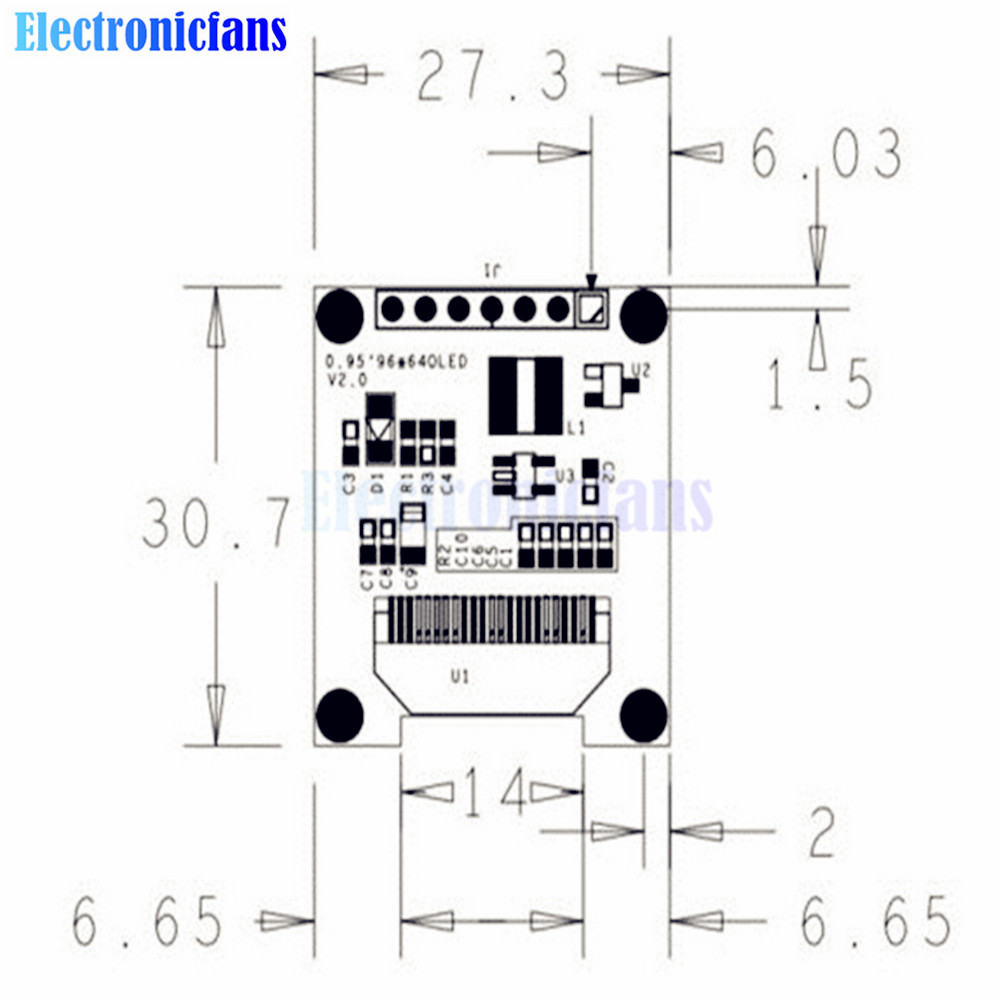 Electronicfans
27.3
6.03
J1
1.5
0.95'96*64OLED
V2.0
U2
L1
C3
D1
R1
R3
C4
U3
C2
Electronicfans
30.7
C7
C8
C9
R2
C10
C6
C5
C1
U1
14
2
6.65
6.65